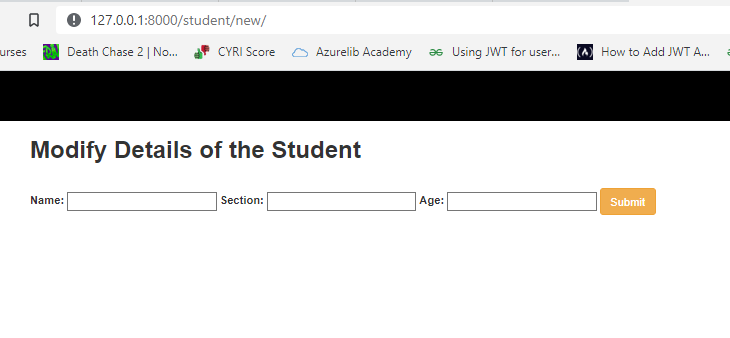 127.0.0.1:8000/student/new/
urses Death Chase 2 | No... CYRI Score Azurelib Academy Using JWT for user... How to Add JWT A...
Modify Details of the Student
Name: Section: Age: Submit